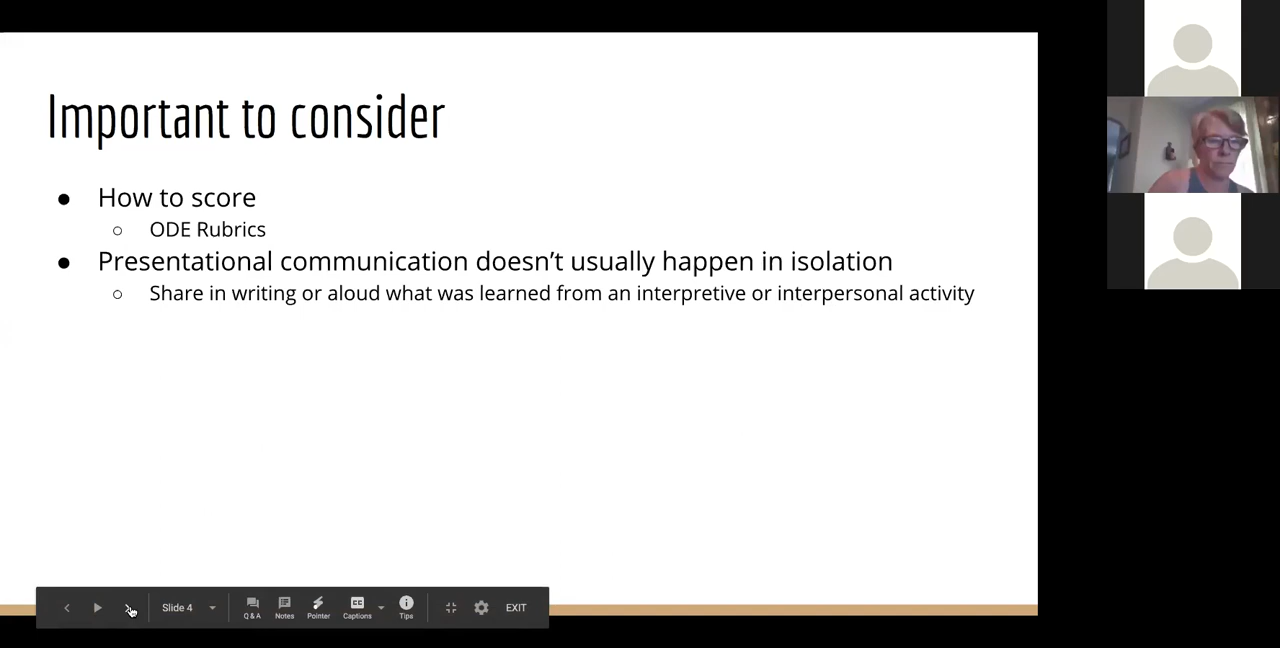 Important to consider
● How to score
○ ODE Rubrics
● Presentational communication doesn’t usually happen in isolation
○ Share in writing or aloud what was learned from an interpretive or interpersonal activity
Slide 4
Q & A
Notes
Pointer
CC
Captions
Tips
EXIT